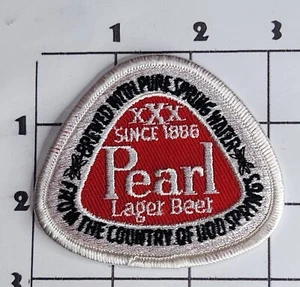 1 2 3
1
2
BREWED WITH PURE SPRING WATER
XXX
SINCE 1886
Pearl
Lager Beer
FROM THE COUNTRY OF 1100 SPRINGS